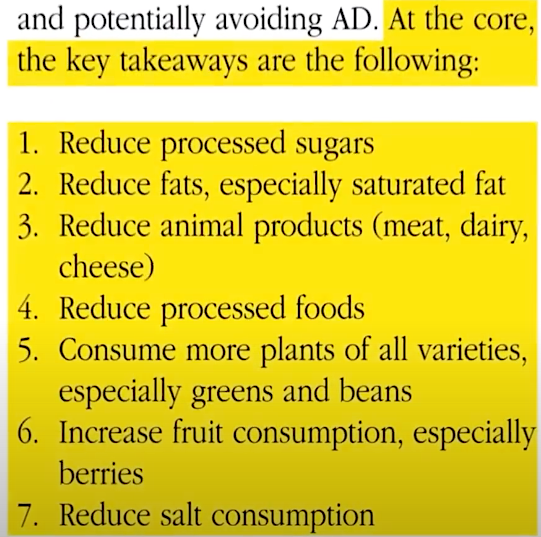 and potentially avoiding AD. At the core,
the key takeaways are the following:
1. Reduce processed sugars
2. Reduce fats, especially saturated fat
3. Reduce animal products (meat, dairy,
cheese)
4. Reduce processed foods
5. Consume more plants of all varieties,
especially greens and beans
6. Increase fruit consumption, especially
berries
7. Reduce salt consumption